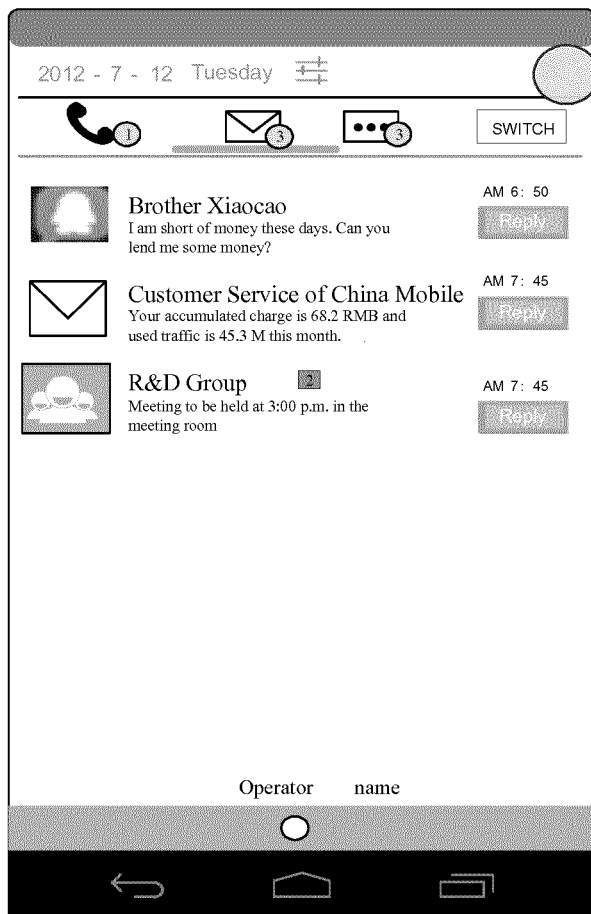 2012 - 7 - 12 Tuesday
1
3
3
SWITCH
Brother Xiaocao
AM 6: 50
I am short of money these days. Can you
lend me some money?
Reply
Customer Service of China Mobile
AM 7: 45
Your accumulated charge is 68.2 RMB and
used traffic is 45.3 M this month.
Reply
R&D Group 2
AM 7: 45
Meeting to be held at 3:00 p.m. in the
meeting room
Reply
Operator name